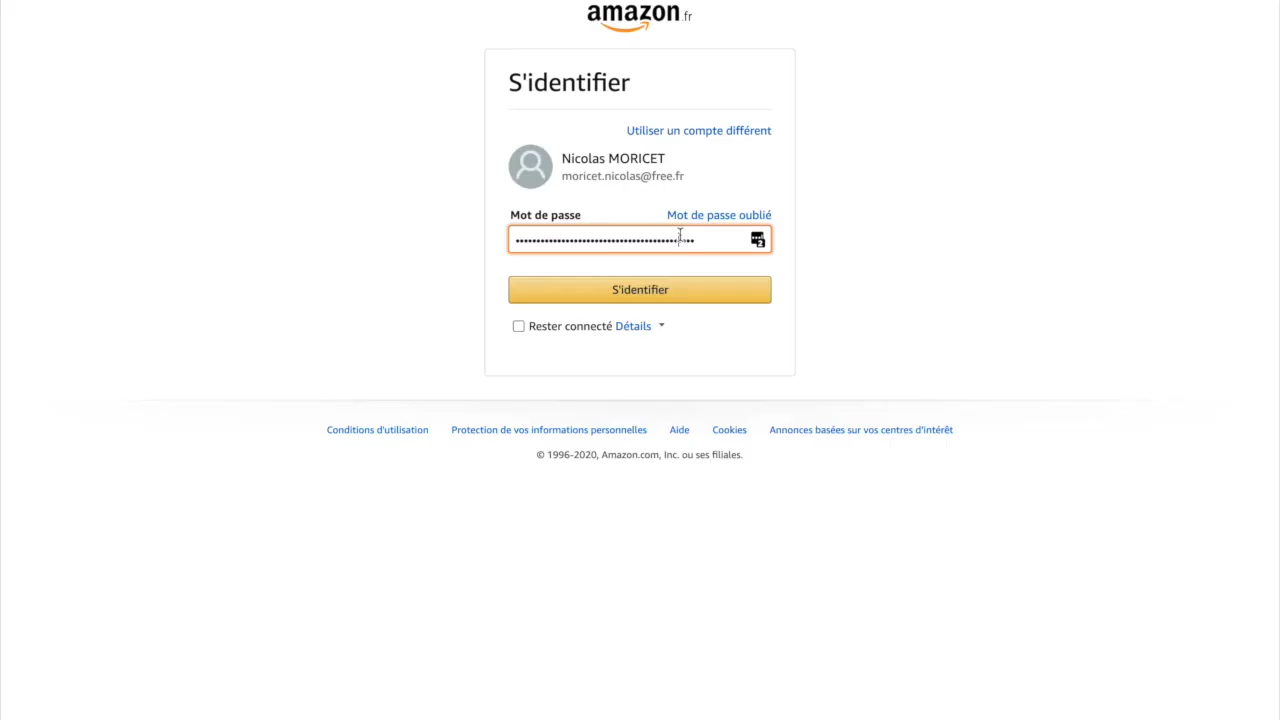 amazon.fr
S'identifier
Utiliser un compte différent
Nicolas MORICET
moricet.nicolas@free.fr
Mot de passe Mot de passe oublié
••••••••••••••••••••••••••••••••••••••••••••
S'identifier
Rester connecté Détails
Conditions d'utilisation Protection de vos informations personnelles Aide Cookies Annonces basées sur vos centres d'intérêt
© 1996-2020, Amazon.com, Inc. ou ses filiales.